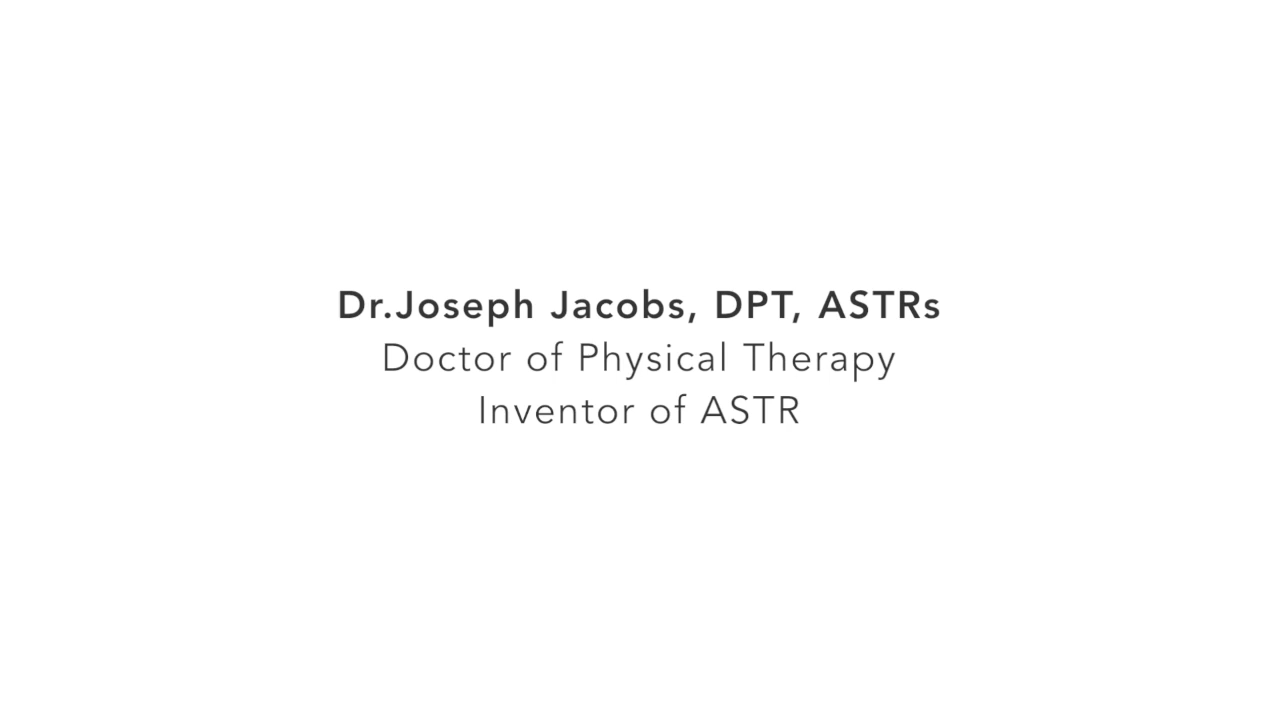 Dr.Joseph Jacobs, DPT, ASTRs
Doctor of Physical Therapy
Inventor of ASTR